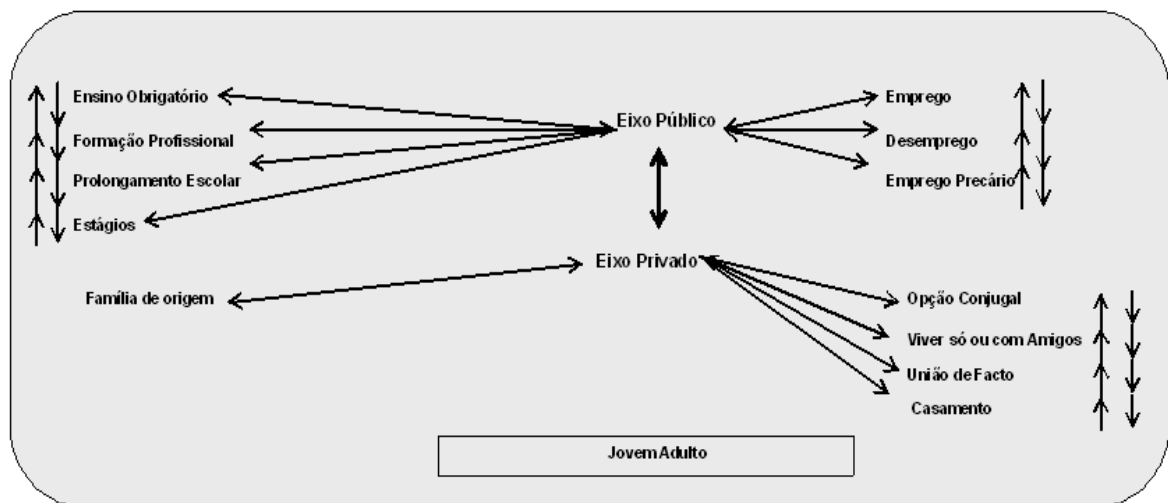 Ensino Obrigatório
Formação Profissional
Prolongamento Escolar
Estágios
Eixo Público
Emprego
Desemprego
Emprego Precário
Eixo Privado
Família de origem
Opção Conjugal
Viver só ou com Amigos
União de Facto
Casamento
Jovem Adulto